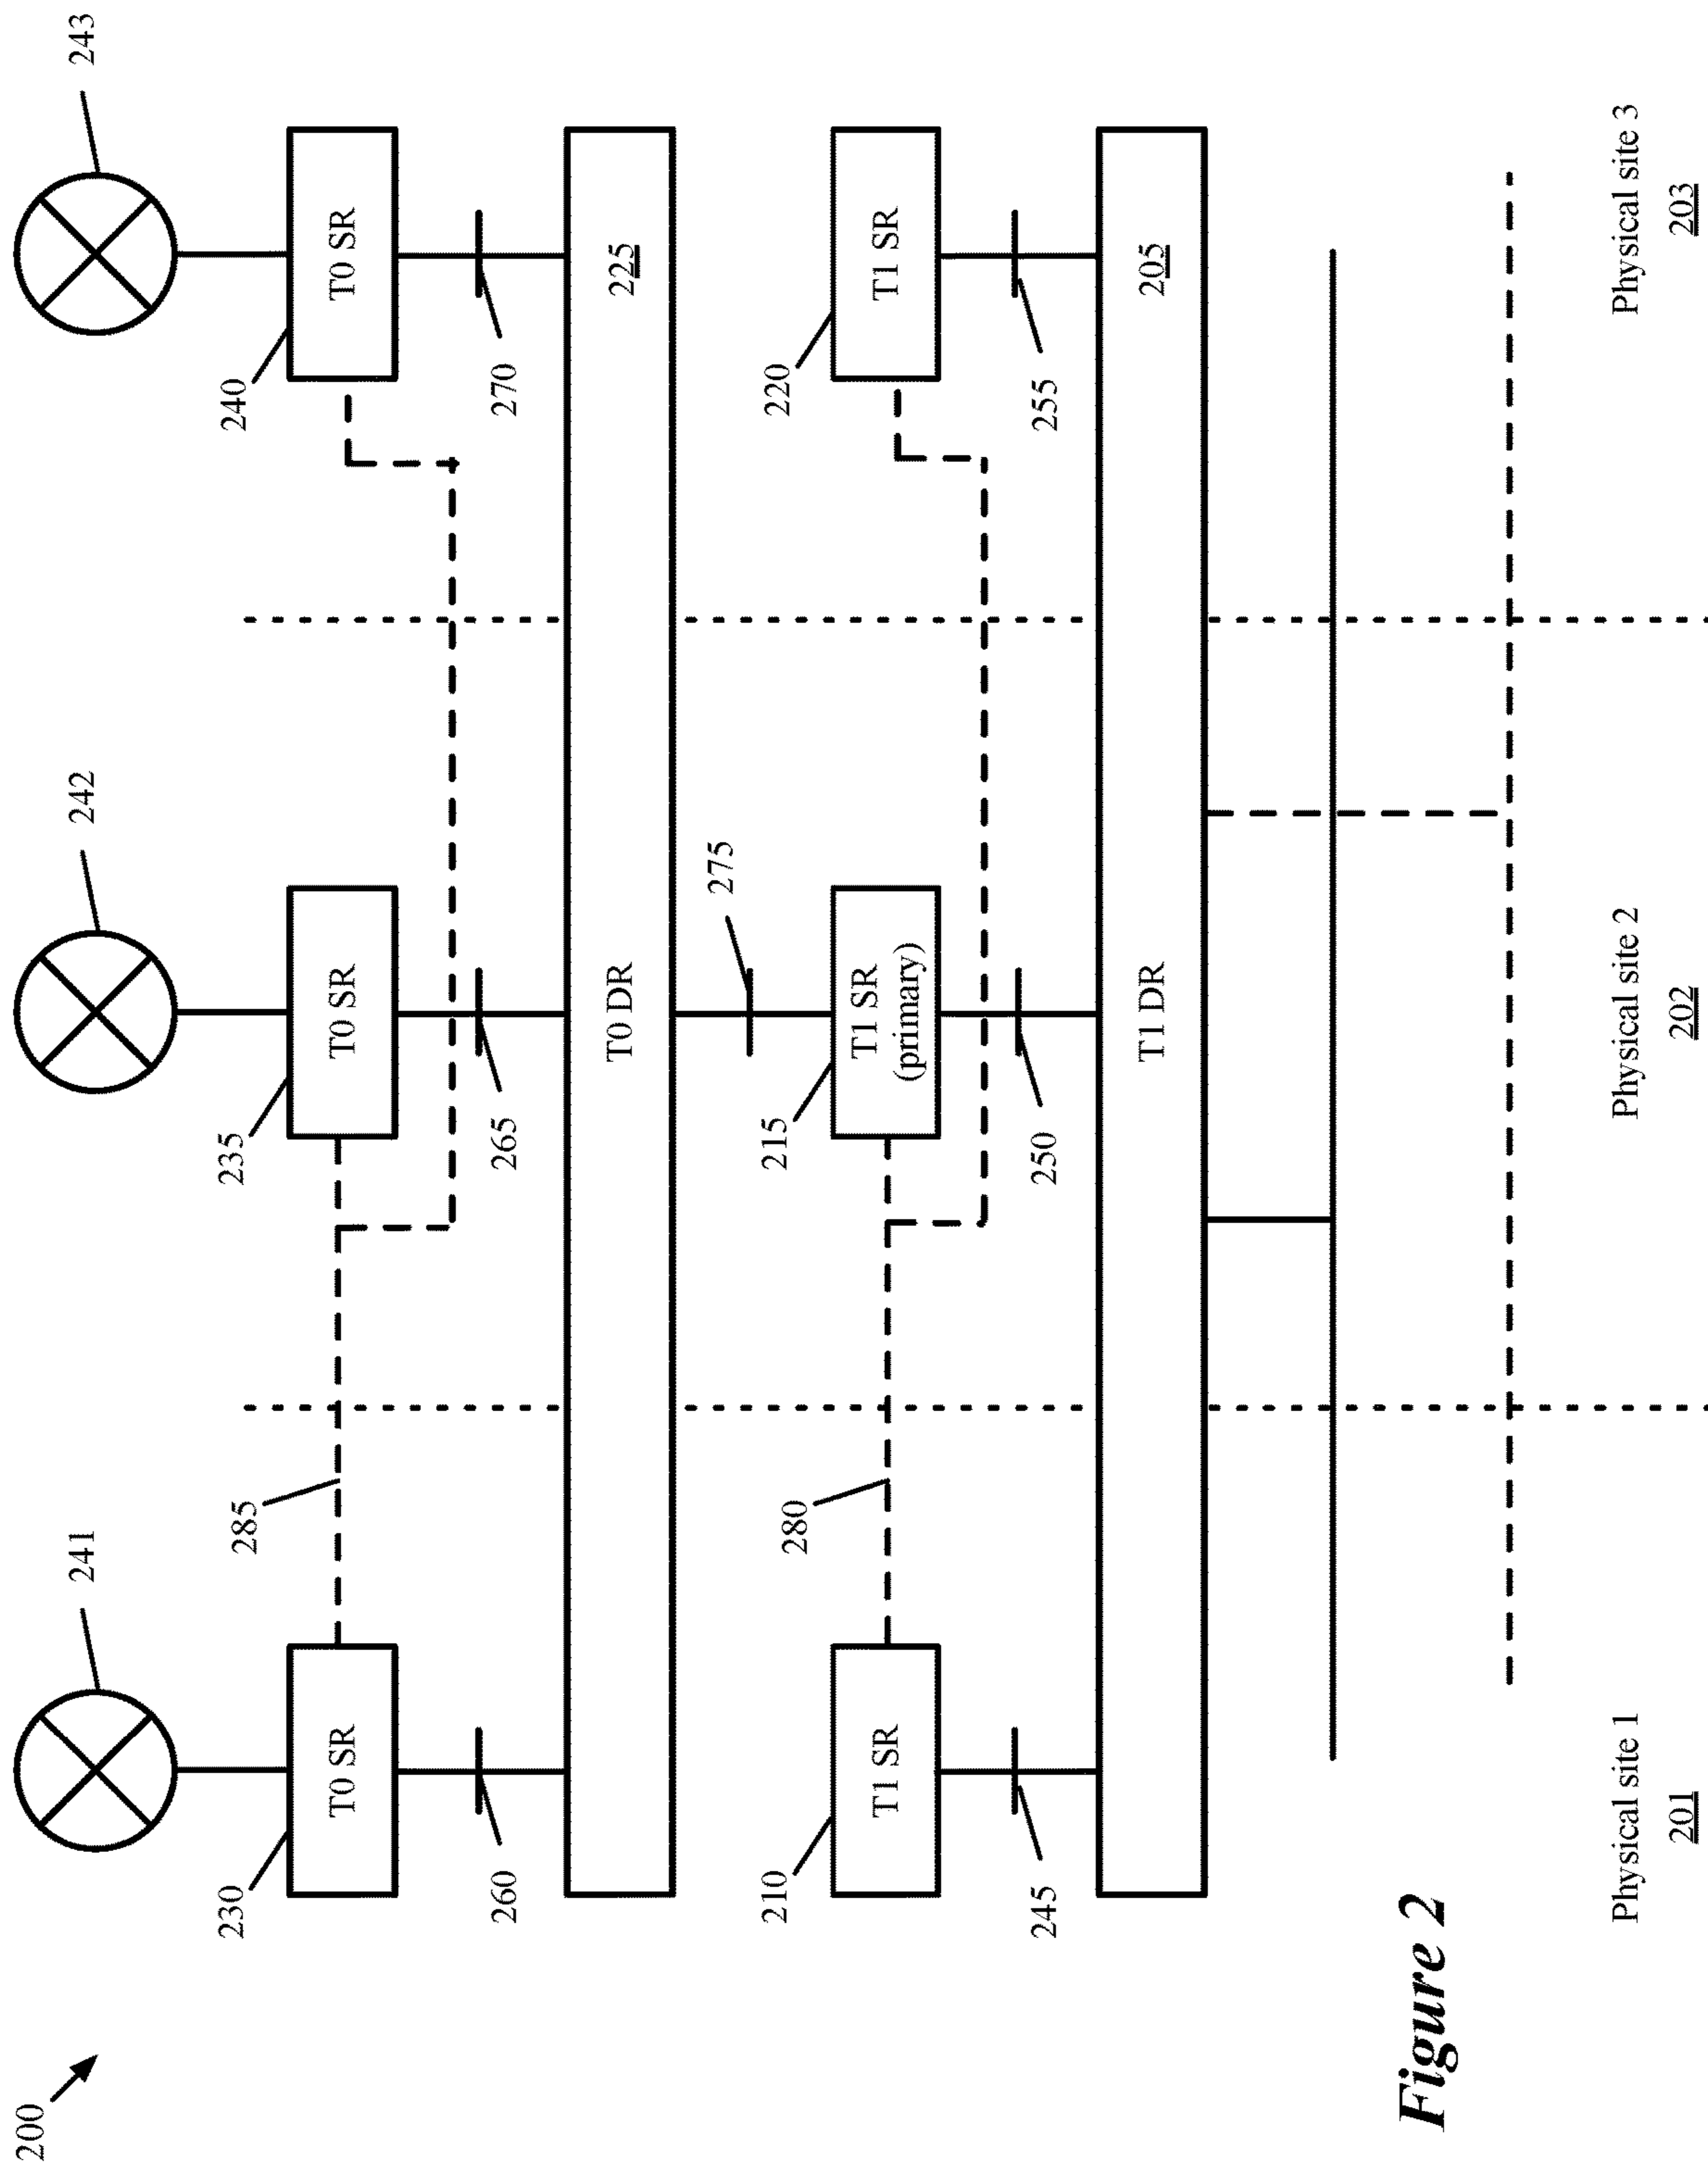 200
241
242
243
230
T0 SR
285
235
T0 SR
240
T0 SR
260
265
270
T0 DR
225
275
210
T1 SR
280
215
T1 SR
(primary)
220
T1 SR
245
250
255
T1 DR
205
Figure 2
Physical site 1
201
Physical site 2
202
Physical site 3
203